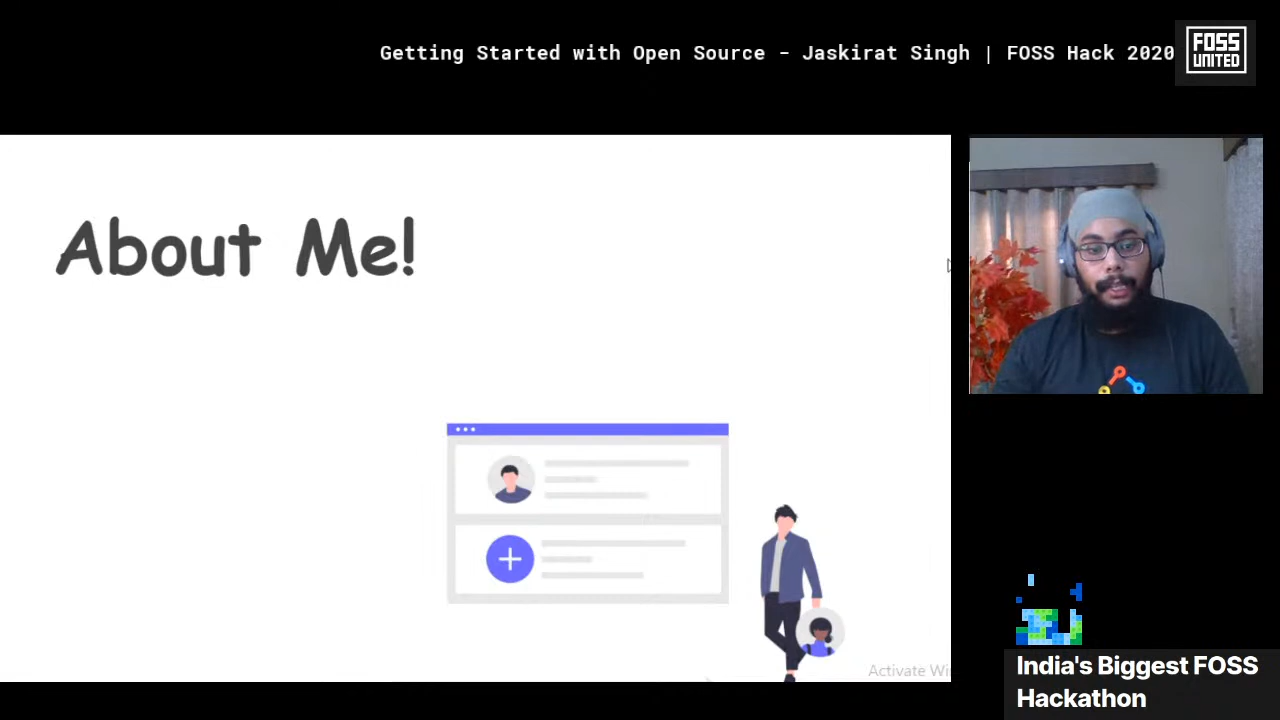 Getting Started with Open Source - Jaskirat Singh | FOSS Hack 2020
FOSS
UNITED
About Me!
Activate Wi
India's Biggest FOSS
Hackathon